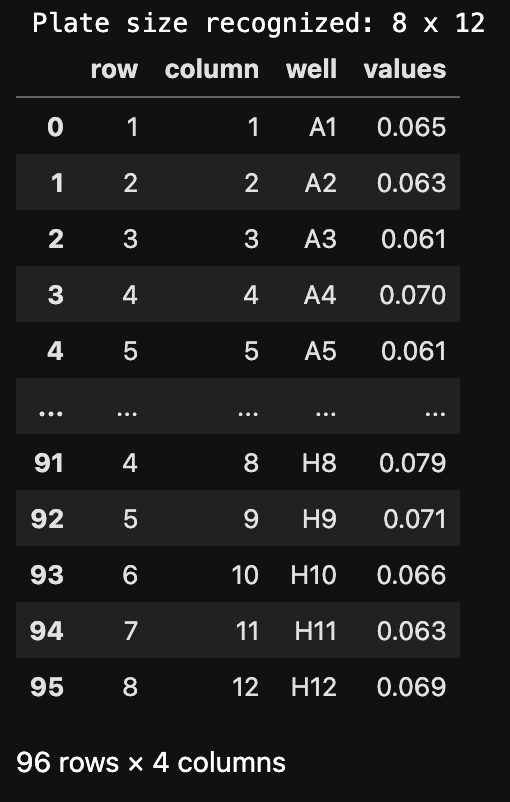 Plate size recognized: 8 x 12
row column well values
0 1 1 A1 0.065
1 2 2 A2 0.063
2 3 3 A3 0.061
3 4 4 A4 0.070
4 5 5 A5 0.061
... ... ... ... ...
91 4 8 H8 0.079
92 5 9 H9 0.071
93 6 10 H10 0.066
94 7 11 H11 0.063
95 8 12 H12 0.069
96 rows × 4 columns